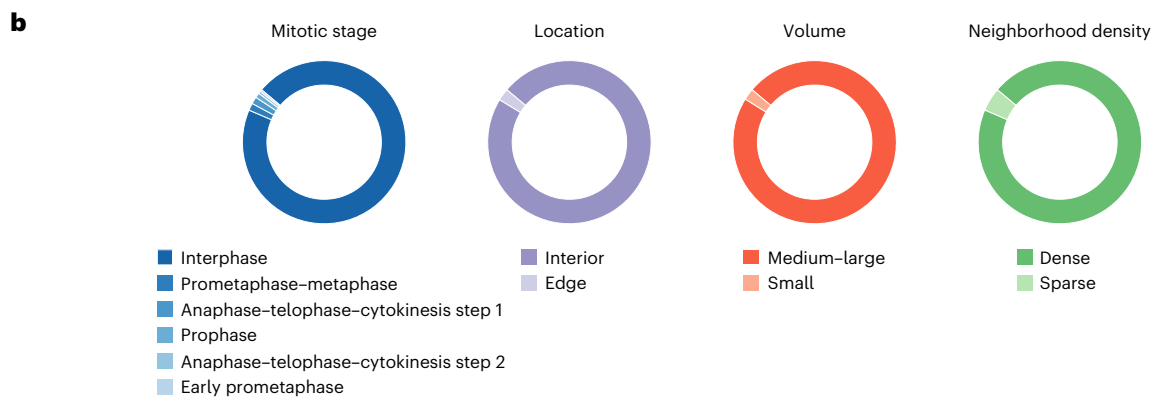 b
Mitotic stage
Location
Volume
Neighborhood density
Interphase
Prometaphase–metaphase
Anaphase–telophase–cytokinesis step 1
Prophase
Anaphase–telophase–cytokinesis step 2
Early prometaphase
Interior
Edge
Medium–large
Small
Dense
Sparse